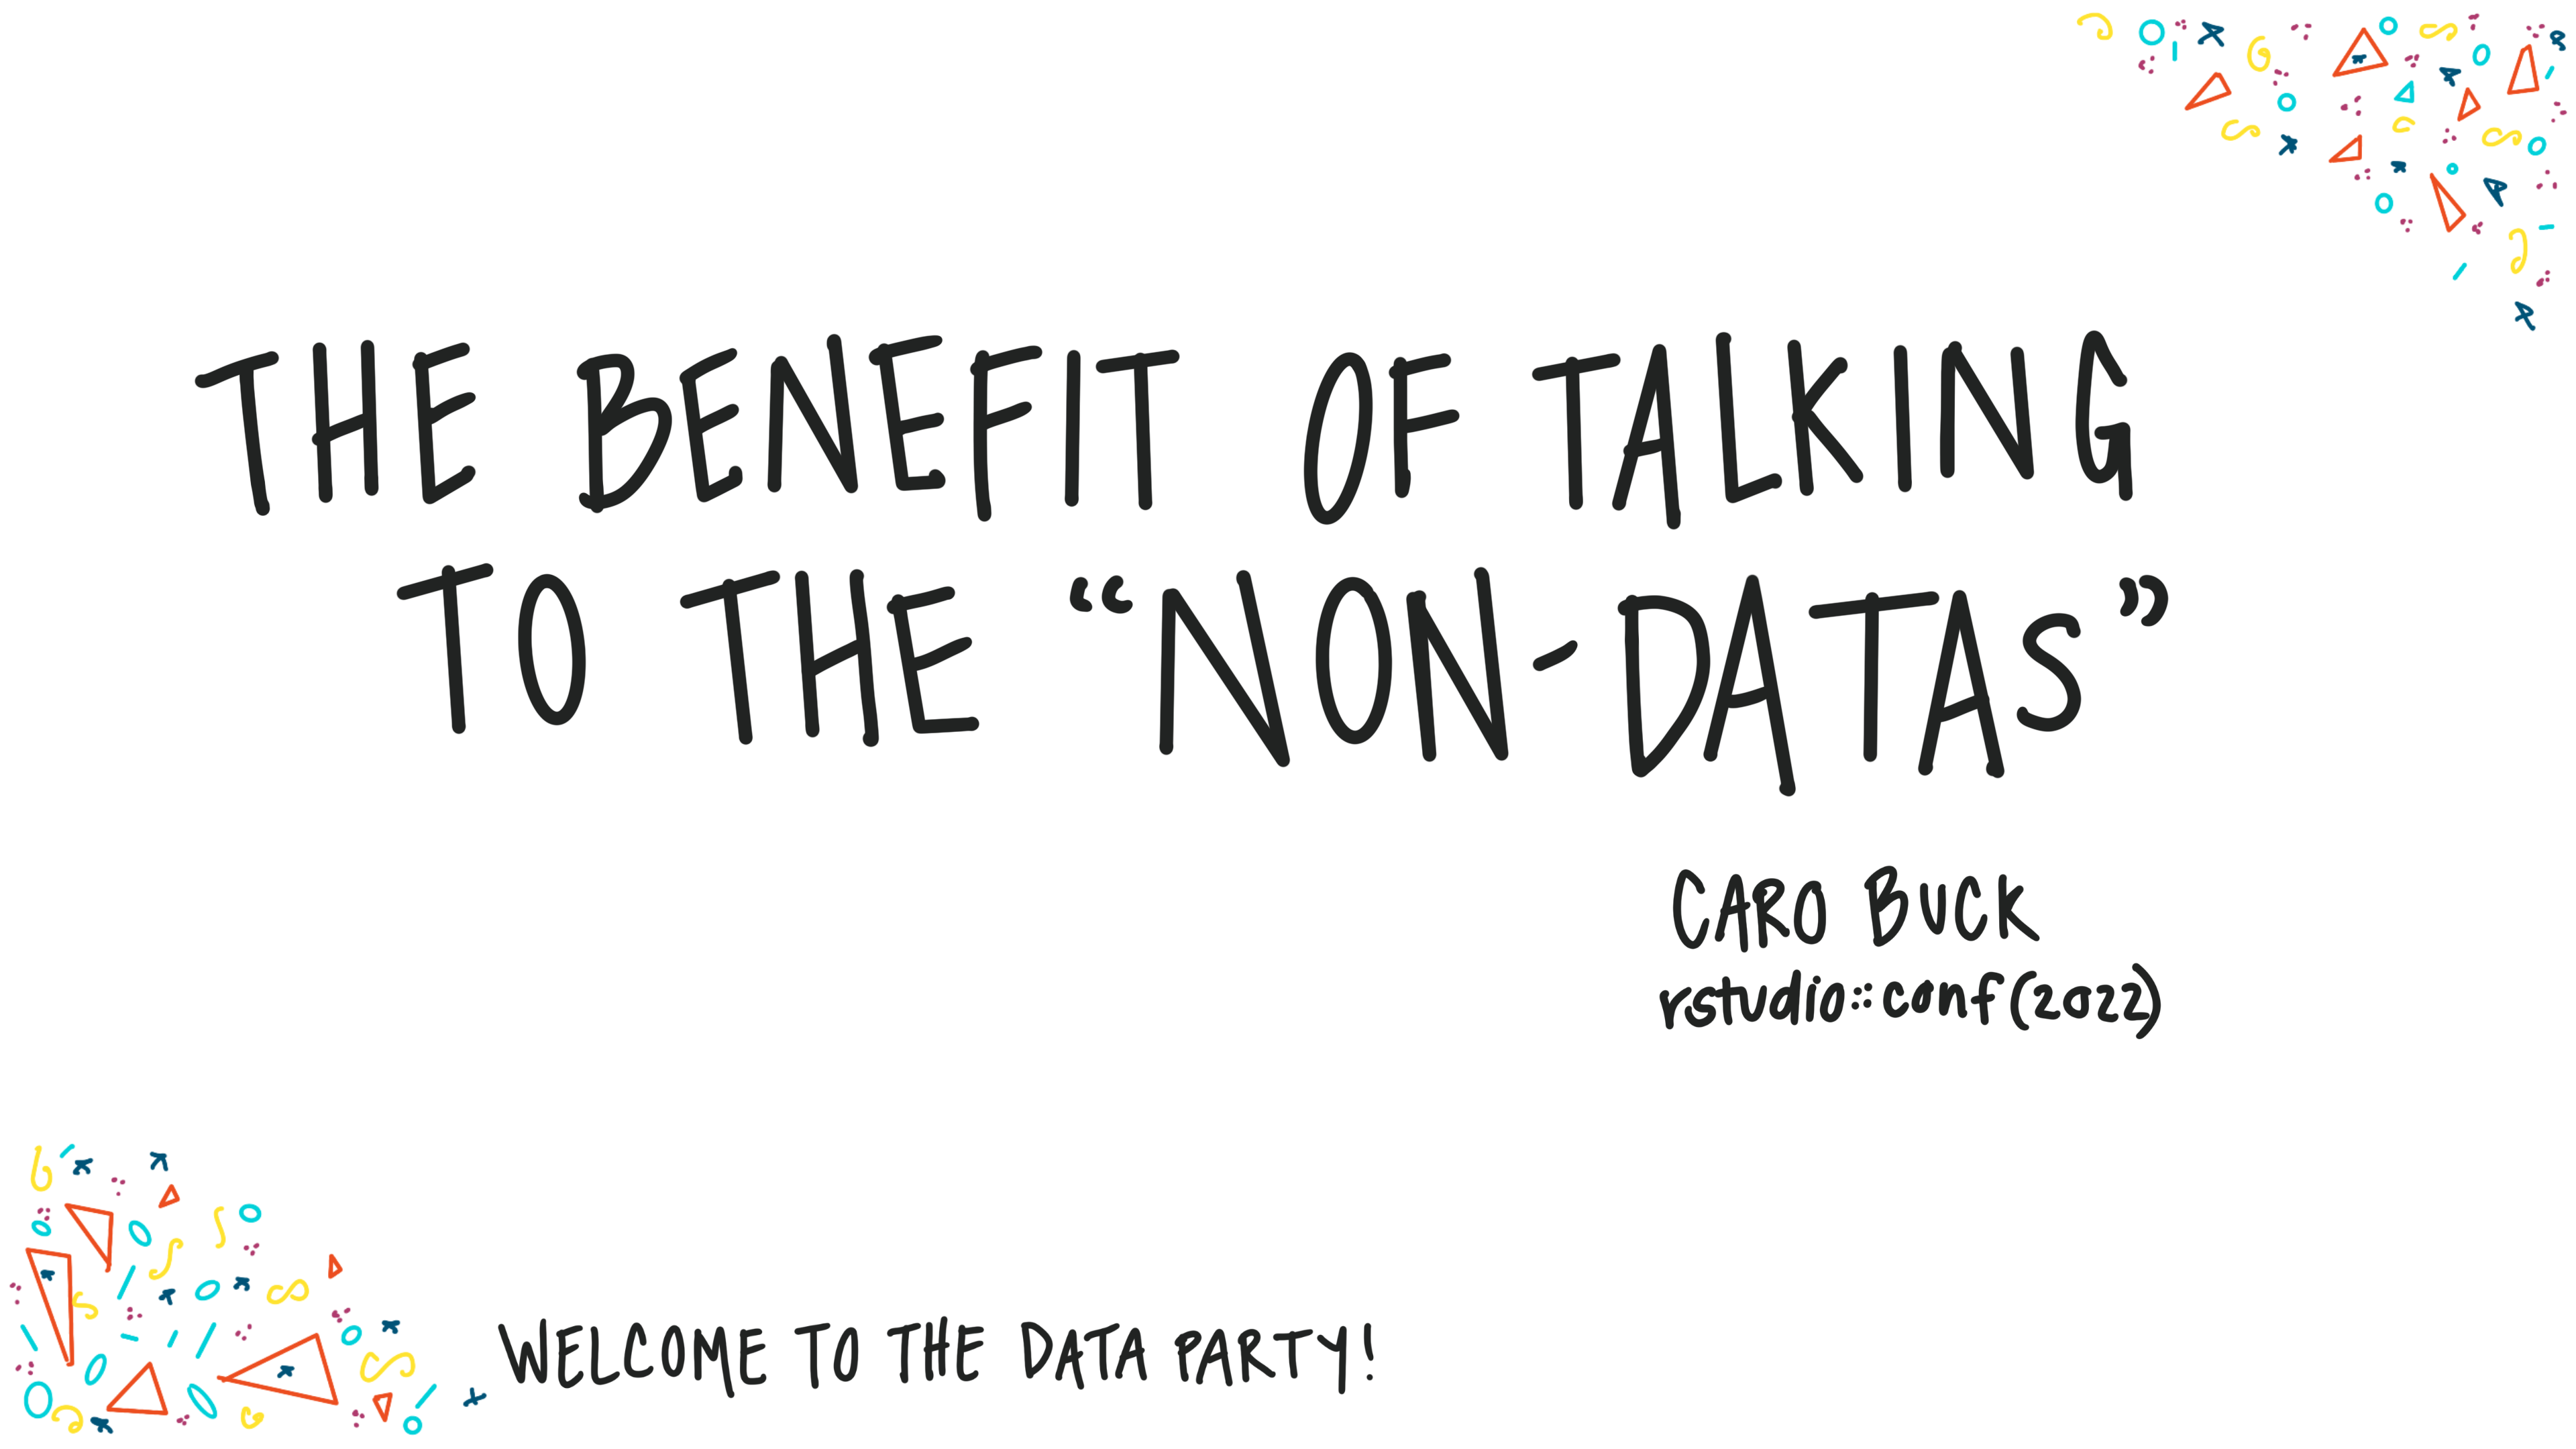 THE BENEFIT OF TALKING
TO THE “NON-DATAS”
CARO BUCK
rstudio::conf(2022)
WELCOME TO THE DATA PARTY!